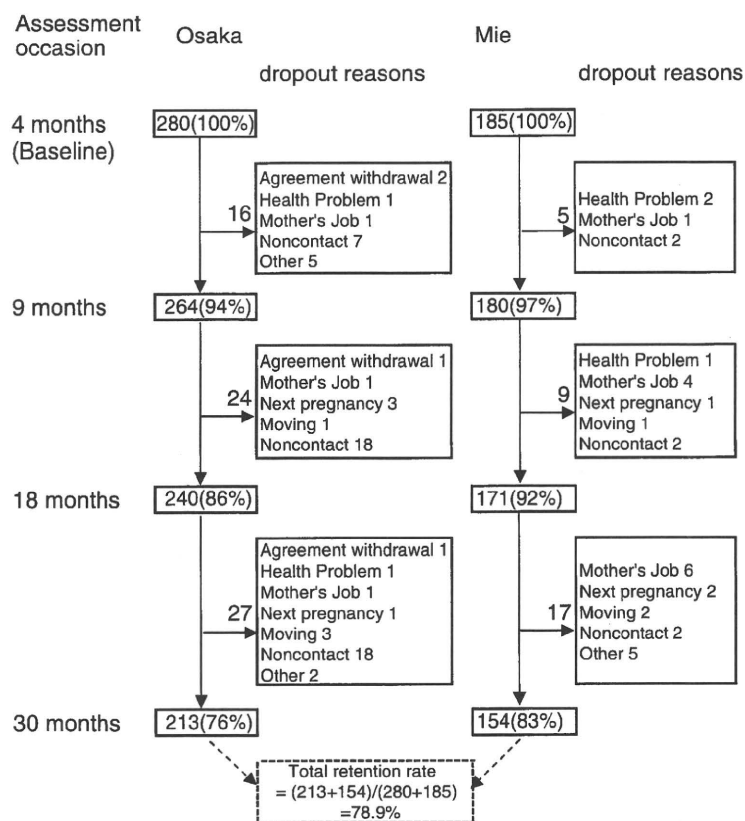 Assessment
occasion
Osaka
Mie
dropout reasons
dropout reasons
4 months
(Baseline)
280(100%)
185(100%)
16
Agreement withdrawal 2
Health Problem 1
Mother's Job 1
Noncontact 7
Other 5
5
Health Problem 2
Mother's Job 1
Noncontact 2
9 months
264(94%)
180(97%)
24
Agreement withdrawal 1
Mother's Job 1
Next pregnancy 3
Moving 1
Noncontact 18
9
Health Problem 1
Mother's Job 4
Next pregnancy 1
Moving 1
Noncontact 2
18 months
240(86%)
171(92%)
27
Agreement withdrawal 1
Health Problem 1
Mother's Job 1
Next pregnancy 1
Moving 3
Noncontact 18
Other 2
17
Mother's Job 6
Next pregnancy 2
Moving 2
Noncontact 2
Other 5
30 months
213(76%)
154(83%)
Total retention rate
= (213+154)/(280+185)
=78.9%